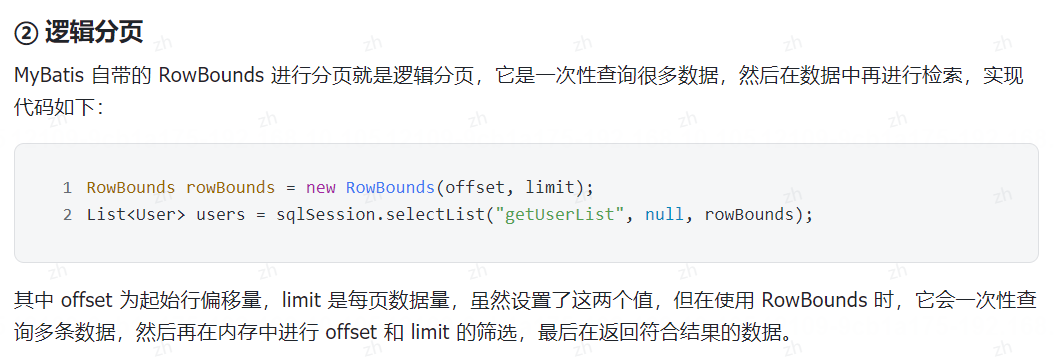 ② 逻辑分页
MyBatis 自带的 RowBounds 进行分页就是逻辑分页，它是一次性查询很多数据，然后在数据中再进行检索，实现
代码如下：
1 RowBounds rowBounds = new RowBounds(offset, limit);
2 List<User> users = sqlSession.selectList("getUserList", null, rowBounds);
其中 offset 为起始行偏移量，limit 是每页数据量，虽然设置了这两个值，但在使用 RowBounds 时，它会一次性查
询多条数据，然后再在内存中进行 offset 和 limit 的筛选，最后在返回符合结果的数据。